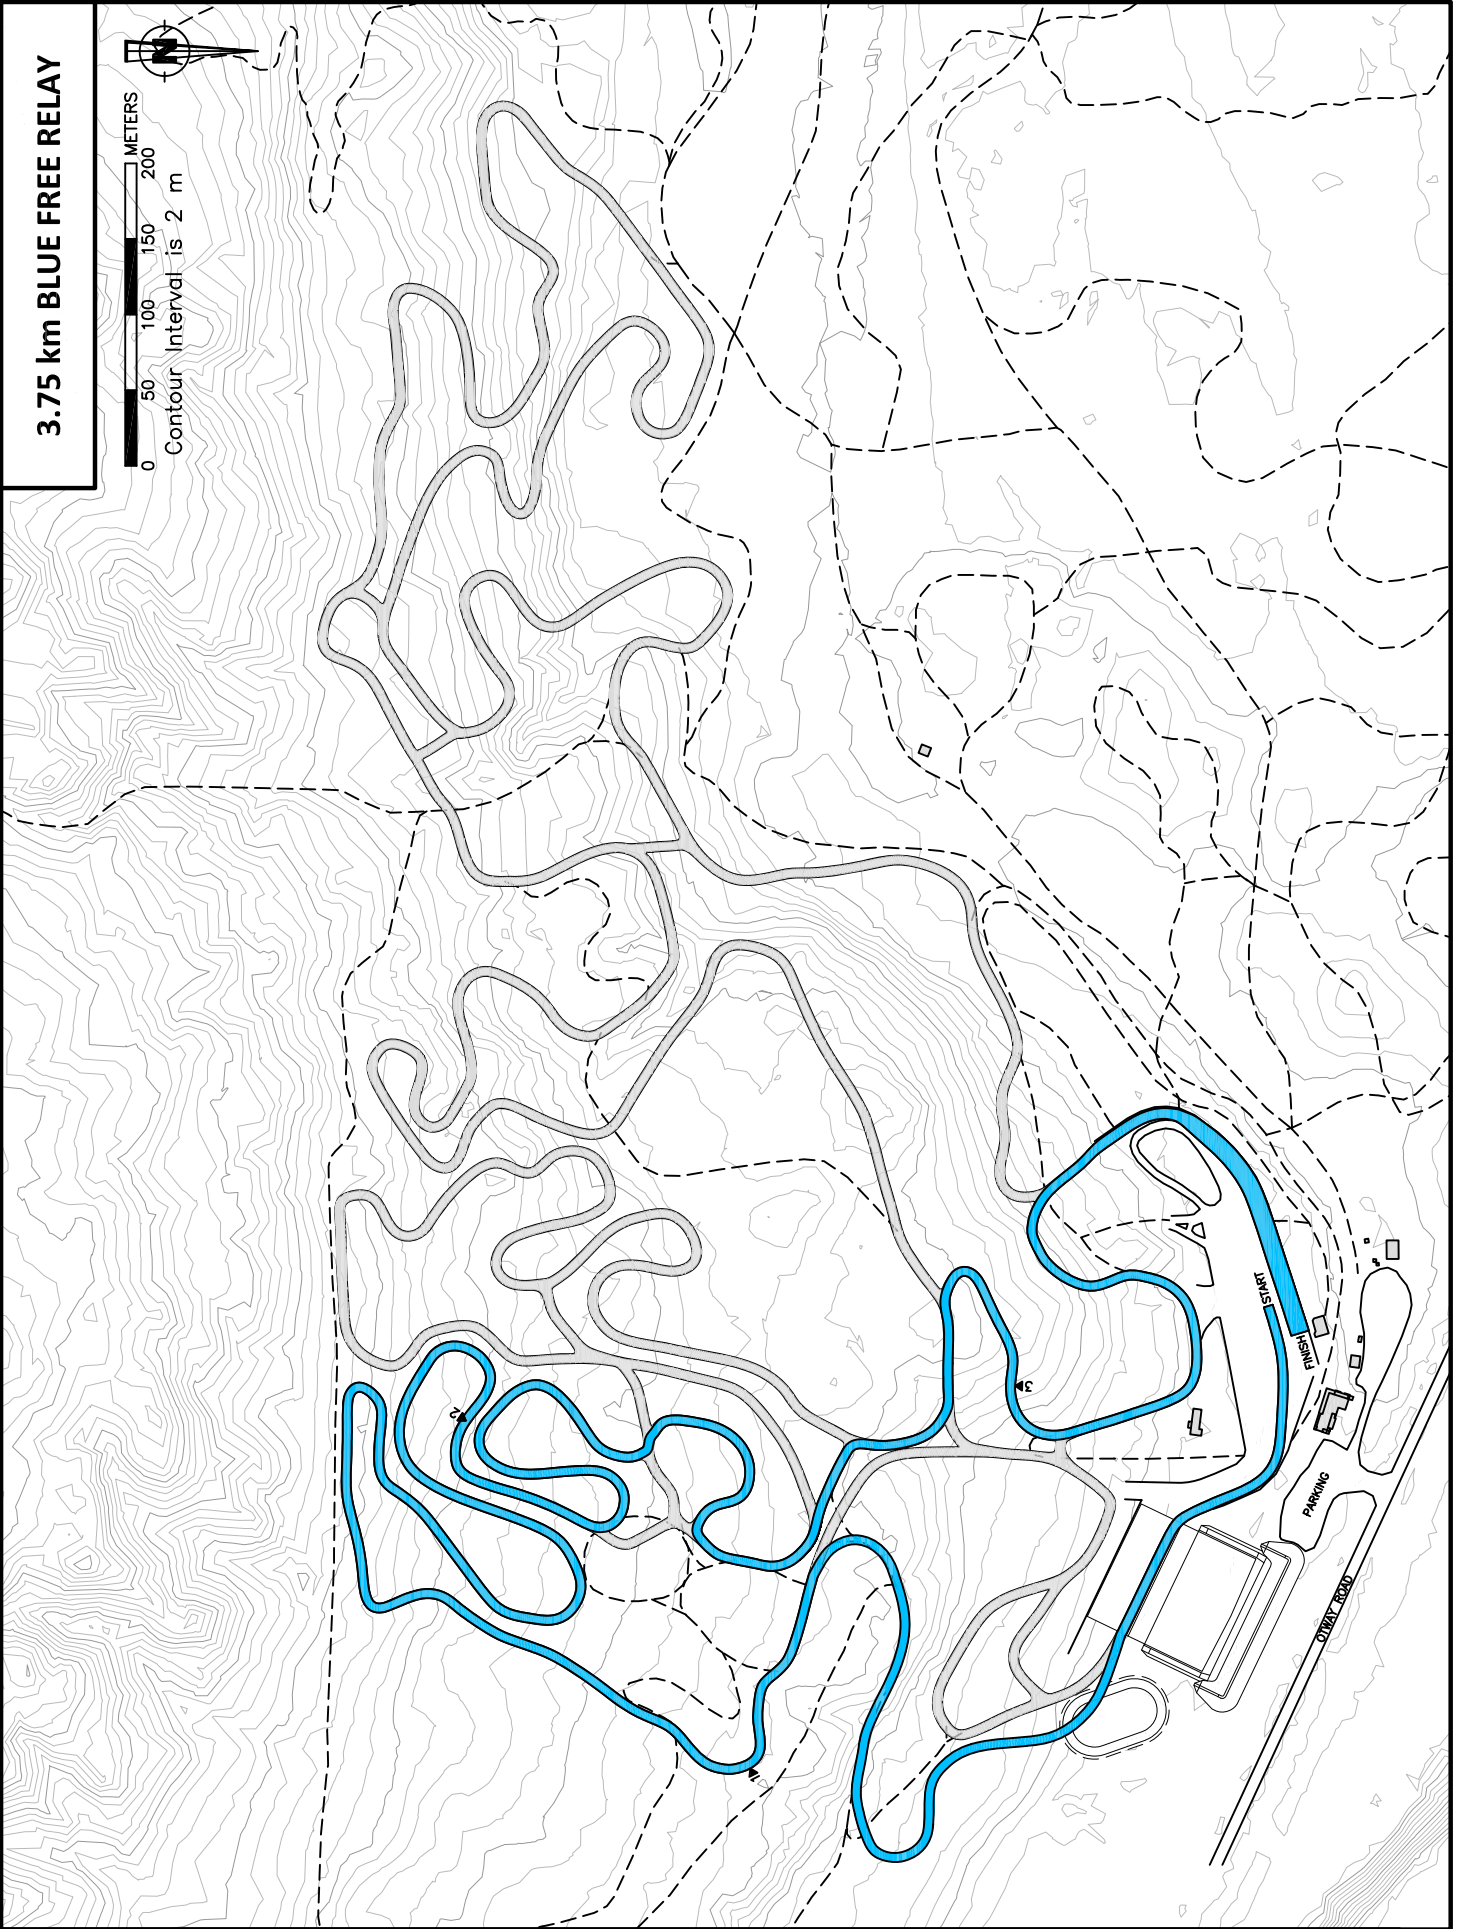 3.75 km BLUE FREE RELAY
N
METERS
0 50 100 150 200
Contour Interval is 2 m
START
FINISH
PARKING
OTWAY ROAD
1
2
3